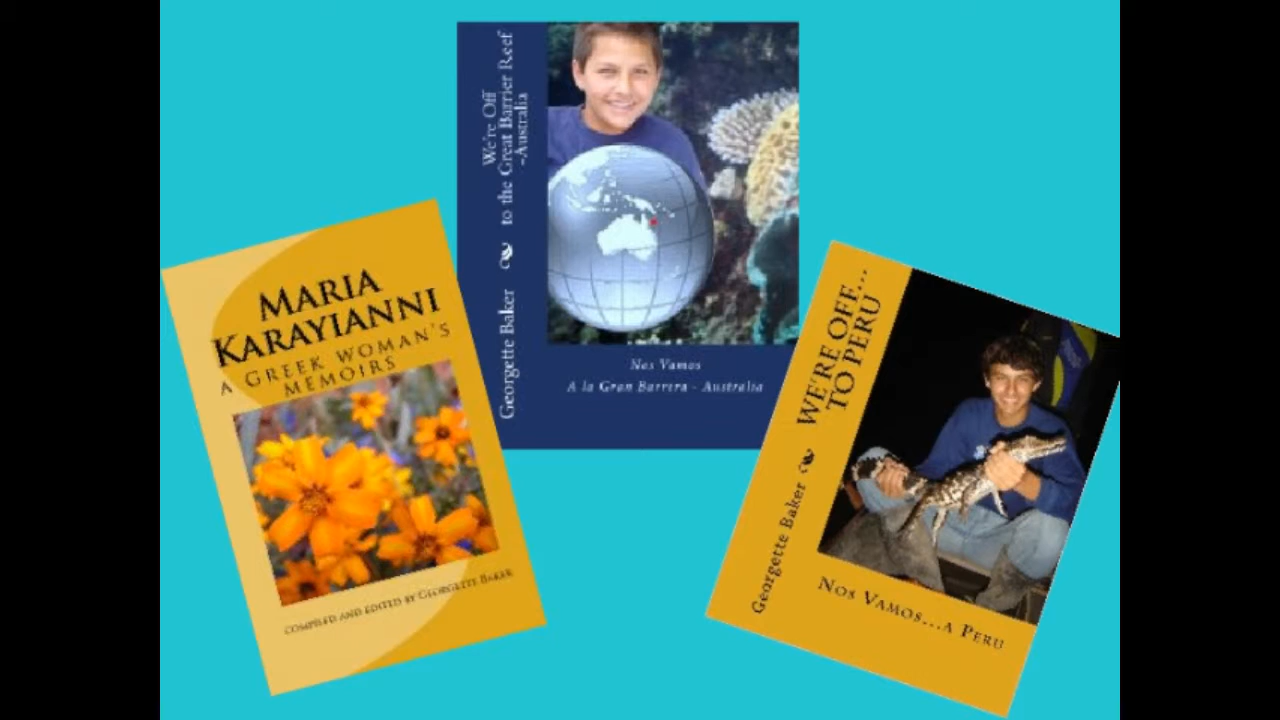 We're Off
to the Great Barrier Reef
-Australia
Georgette Baker
Nos Vamos
A la Gran Barrera - Australia
MARIA
KARAYIANNI
A GREEK WOMAN'S
MEMOIRS
COMPILED AND EDITED BY GEORGETTE BAKER
WE'RE OFF...
TO PERU
Georgette Baker
NOS VAMOS...A PERU